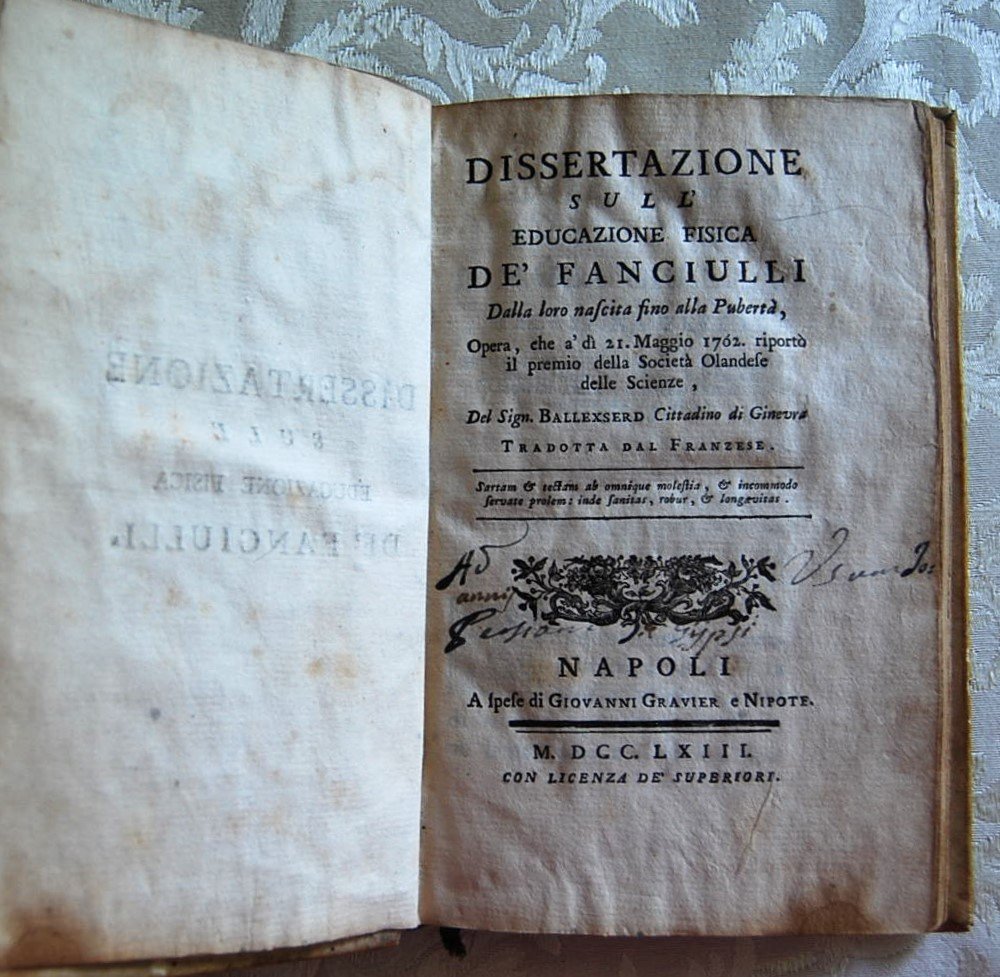 DISSERTAZIONE
SULL'
EDUCAZIONE FISICA
DE' FANCIULLI
Dalla loro naſcita fino alla Pubertà,
Opera, che a' dì 21. Maggio 1762. riportò
il premio della Società Olandeſe
delle Scienze,
Del Sign. BALLEXSERD Cittadino di Ginevra
TRADOTTA DAL FRANZESE.
Sartam & tectam ab omnique moleſtia, & incommodo
ſervate prolem: inde ſanitas, robur, & longævitas.
Ad
NAPOLI
A ſpeſe di GIOVANNI GRAVIER e NIPOTE.
M. DCC. LXIII.
CON LICENZA DE' SUPERIORI.